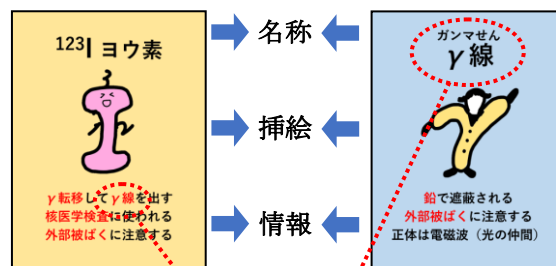 ¹²³I ヨウ素
γ転移してγ線を出す
核医学検査に使われる
外部被ばくに注意する
名称
挿絵
情報
ガンマせん
γ線
鉛で遮蔽される
外部被ばくに注意する
正体は電磁波（光の仲間）